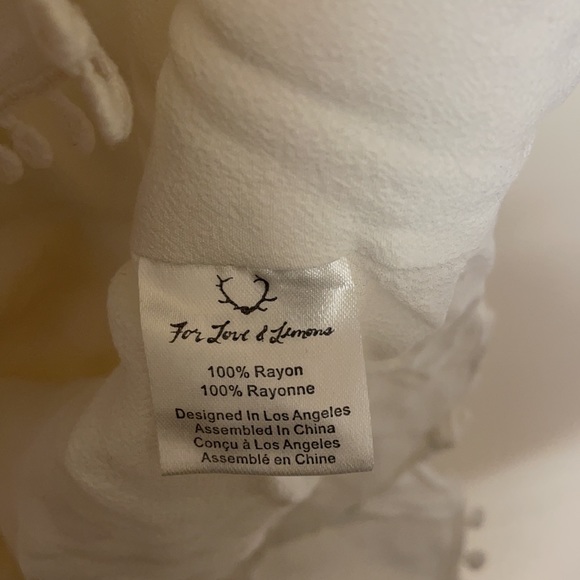 For Love & Lemons
100% Rayon
100% Rayonne
Designed In Los Angeles
Assembled In China
Conçu à Los Angeles
Assemblé en Chine